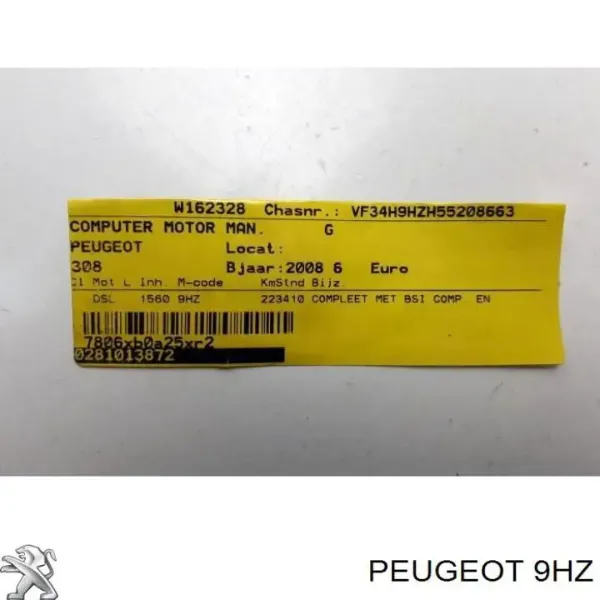 W162328 Chasnr.: VF34H9HZH55208663
COMPUTER MOTOR MAN. G
PEUGEOT Locat:
308 Bjaar:2008 6 Euro
Cl Mot L Inh. M-code KmStnd Bijz.
DSL 1560 9HZ 223410 COMPLEET MET BSI COMP. EN
7806xb0a25xr2
0281013872
PEUGEOT 9HZ